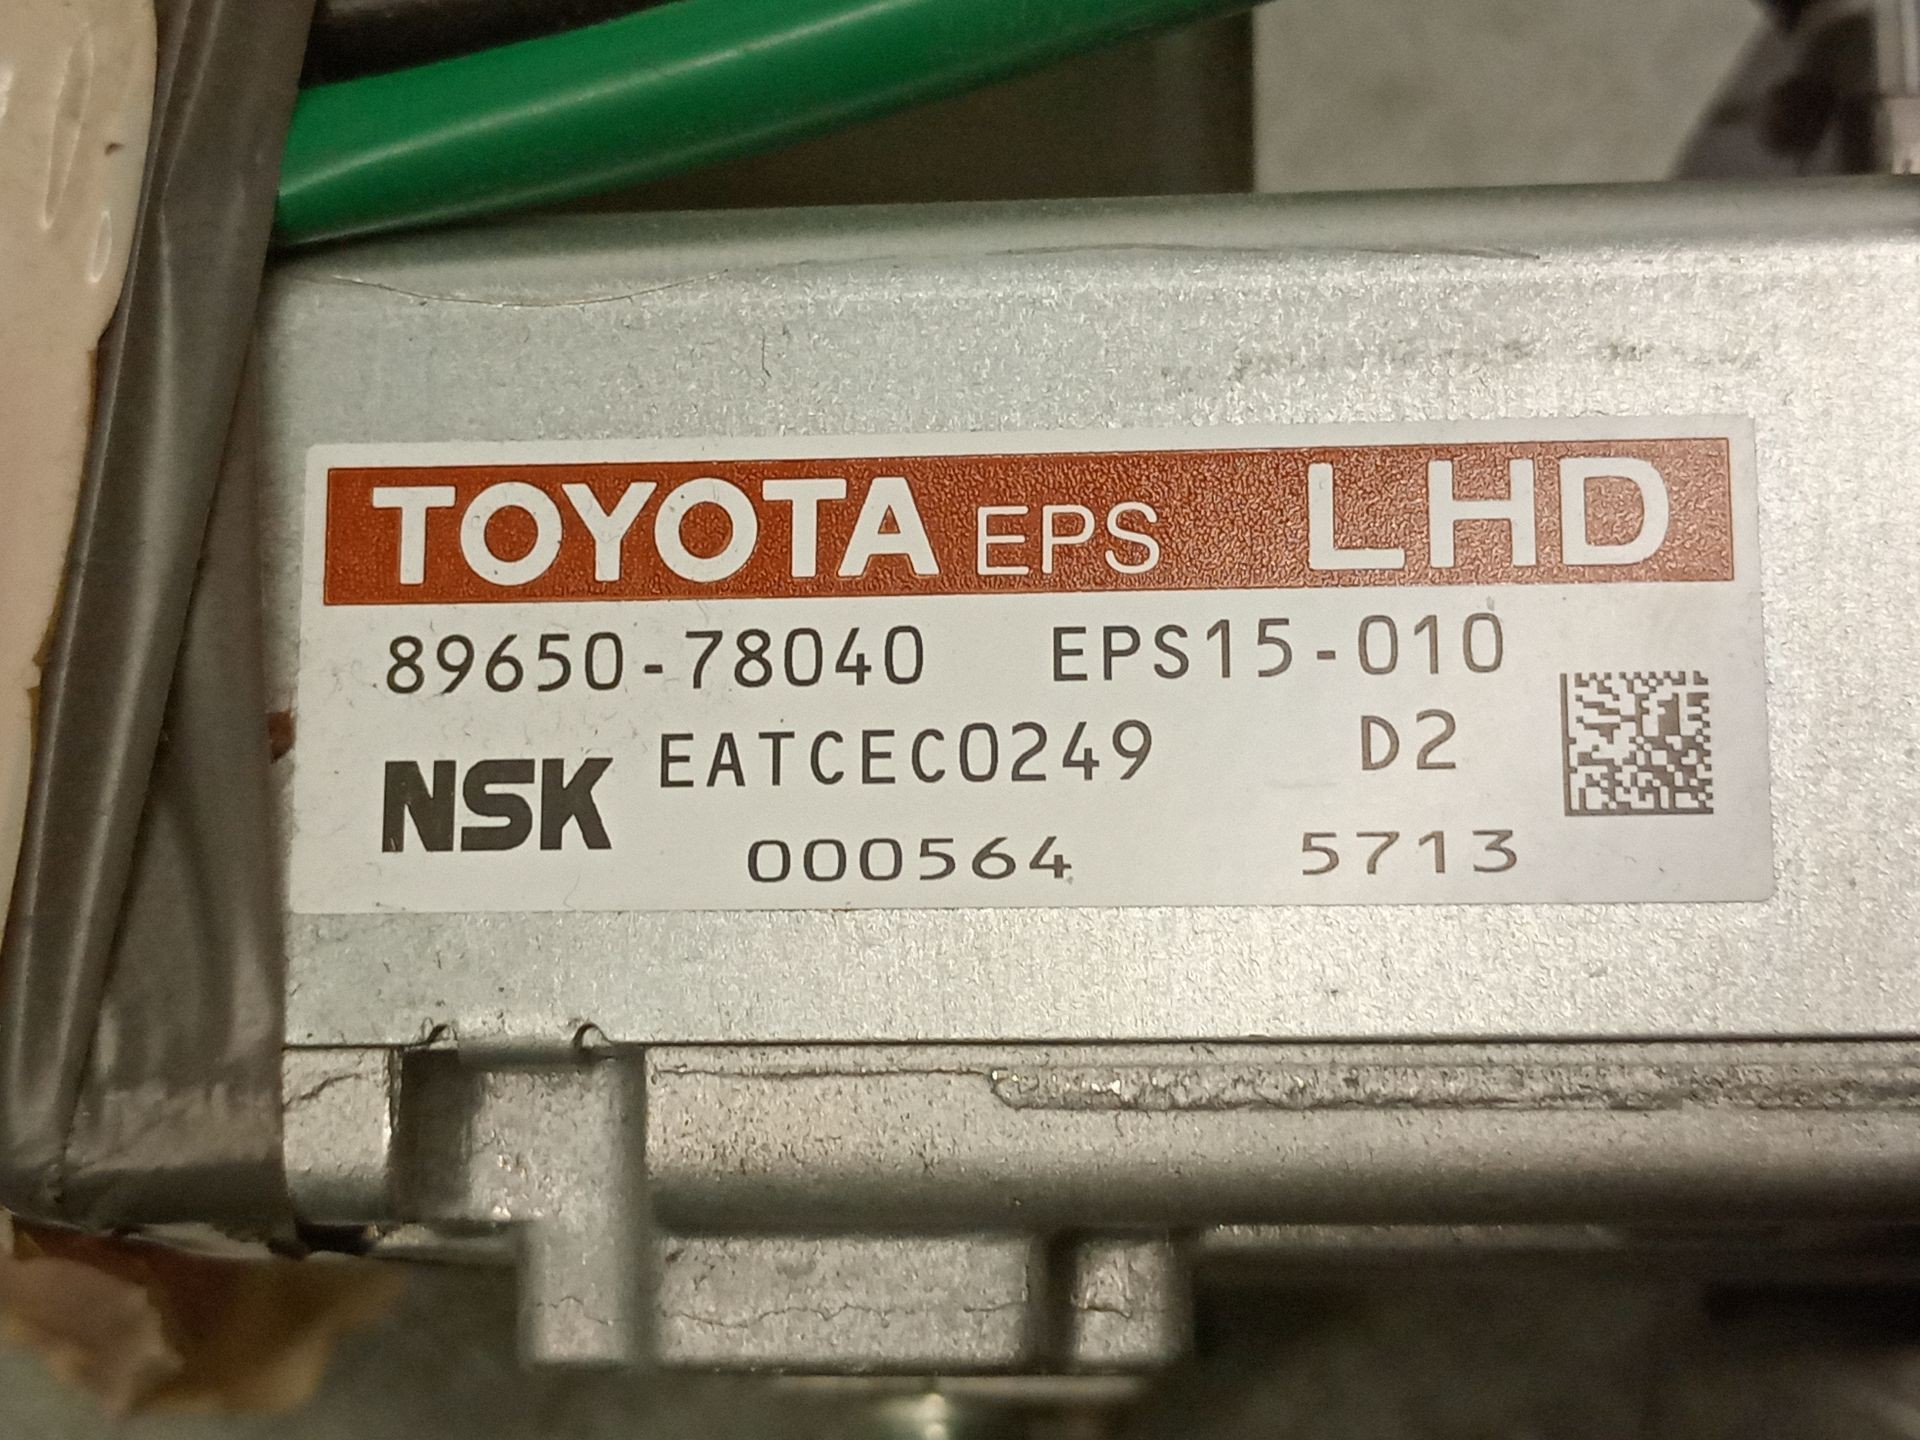 TOYOTA EPS LHD
89650-78040 EPS15-010
NSK EATCEC0249 D2
000564 5713